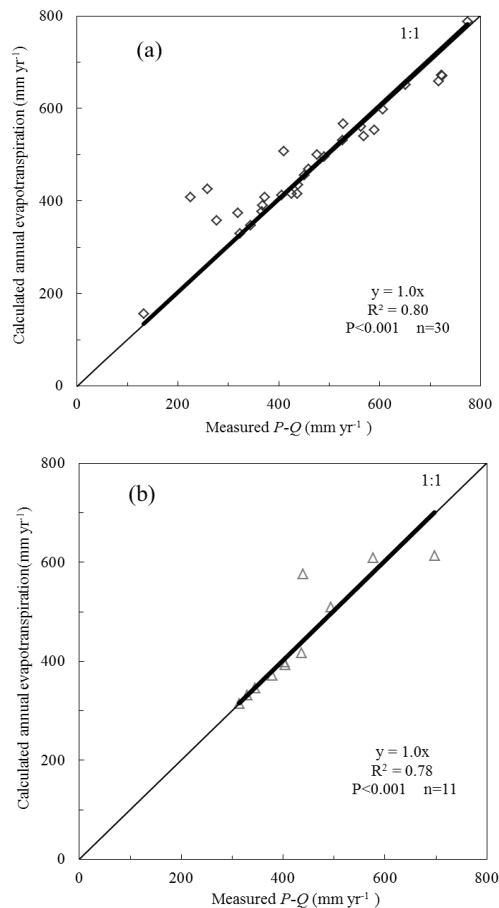 800
1:1
(a)
Calculated annual evapotranspiration (mm yr-1)
600
400
200
0
y = 1.0x
R² = 0.80
P<0.001 n=30
0 200 400 600 800
Measured P-Q (mm yr-1 )
800
1:1
(b)
Calculated annual evapotranspiration(mm yr-1)
600
400
200
0
y = 1.0x
R2 = 0.78
P<0.001 n=11
0 200 400 600 800
Measured P-Q (mm yr-1 )